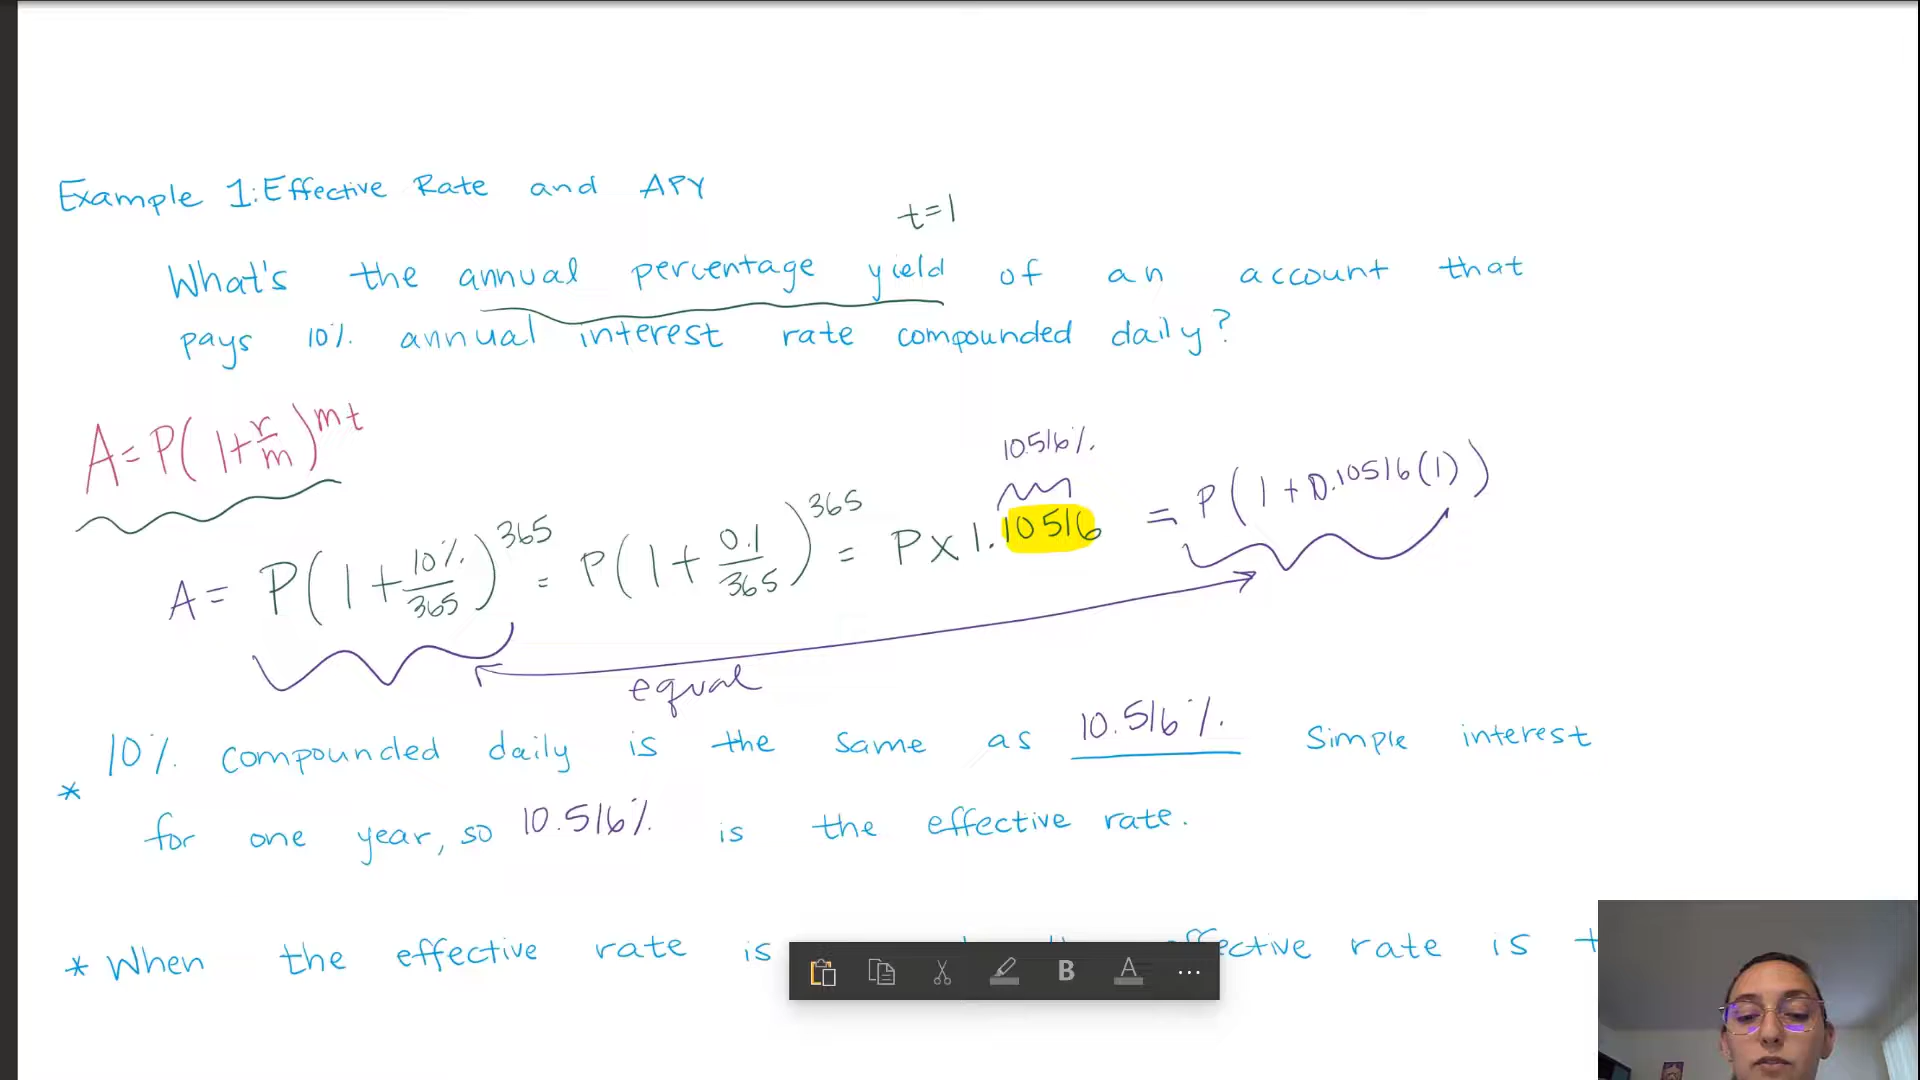 Example 1: Effective Rate and APY
t=1
What's the annual percentage yield of an account that
pays 10% annual interest rate compounded daily?
A=P(1+r/m)^mt
10.516%
A= P(1+10%/365)^365 = P(1+0.1/365)^365 = P×1.10516 = P(1+0.10516(1))
equal
10% compounded daily is the same as 10.516% simple interest
* for one year, so 10.516% is the effective rate.
* When the effective rate is effective rate is
B A ...